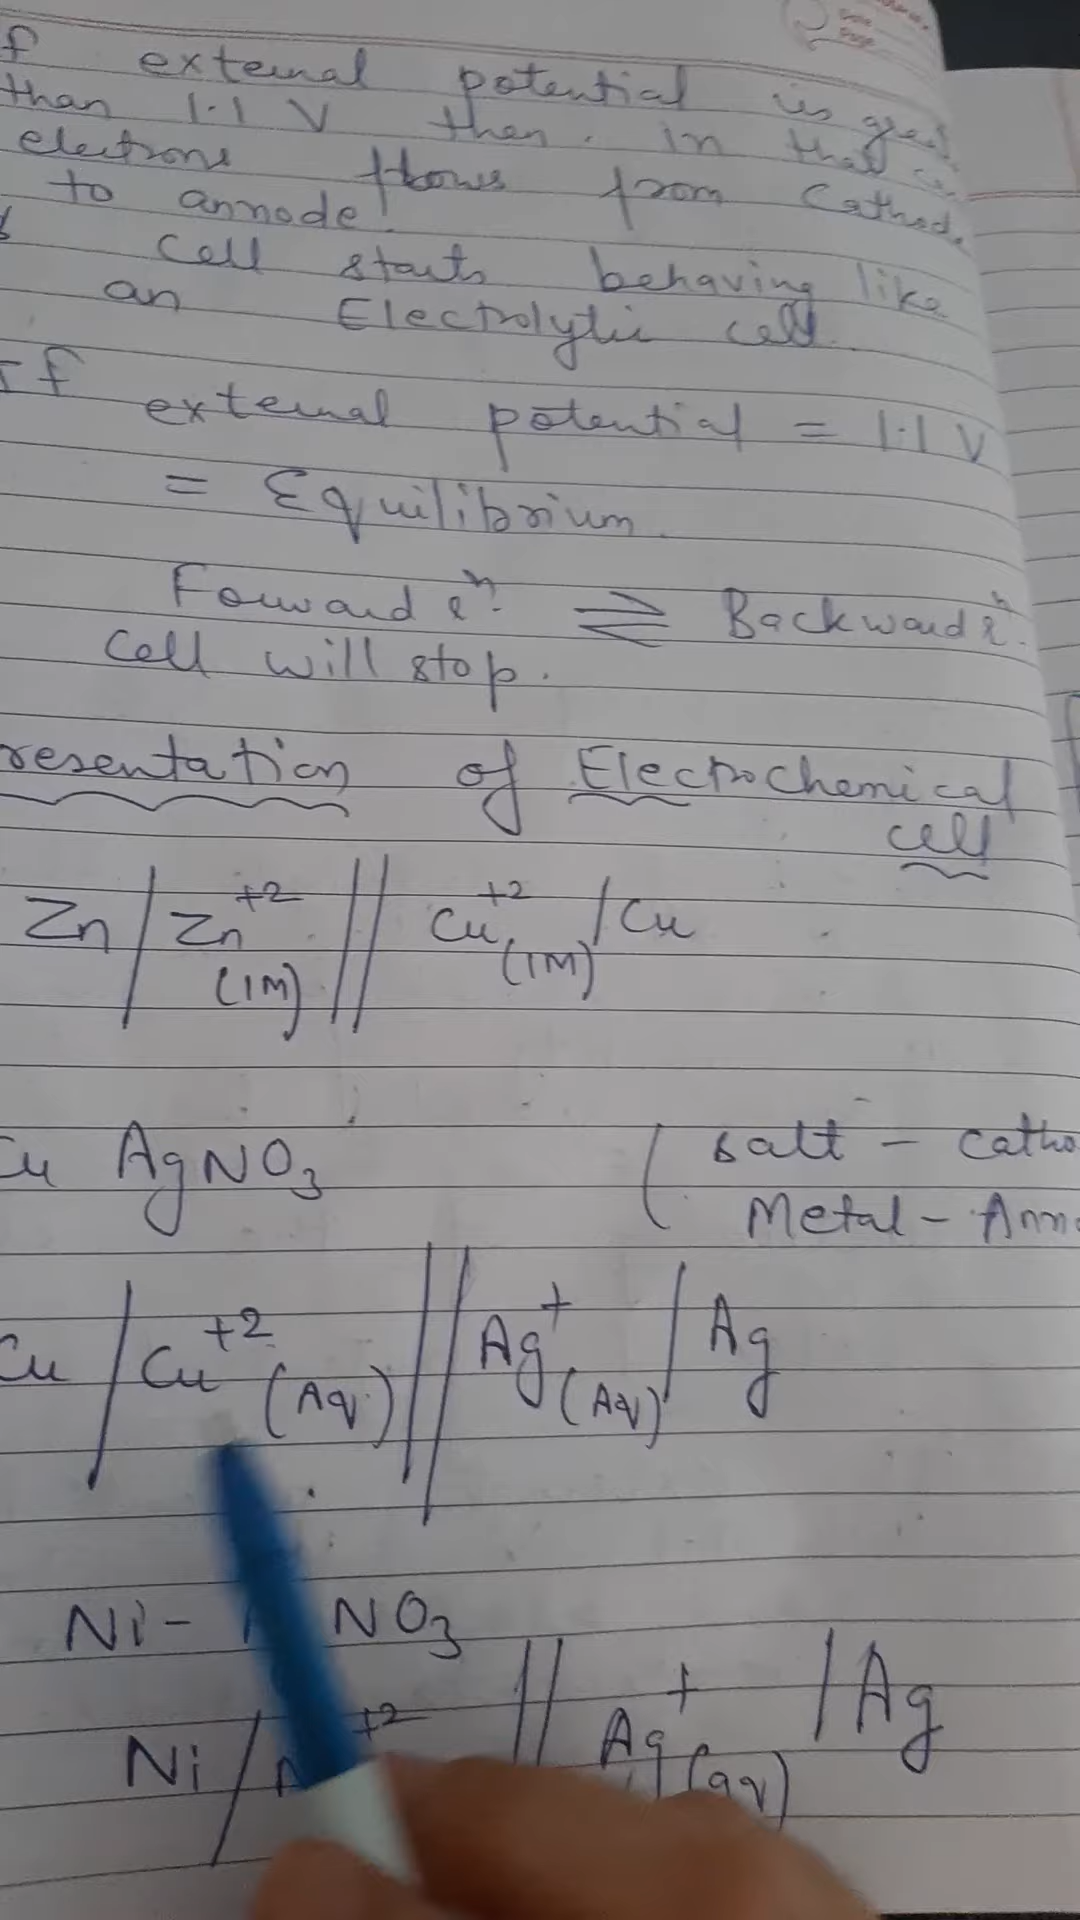 f external potential is
than 1.1 V then. in that
electrons flows from Cathod
to annode!
Cell starts behaving like
an Electrolytic cell.
If external potential = 1.1 V
= Equilibrium
Forward rⁿ. ⇌ Backward rⁿ.
Cell will stop.
resentation of Electrochemical
cell
Zn / Zn+2 (1M) // Cu+2 (1M) / Cu
Cu AgNO3 ( salt - catho
Metal - Ann
Cu / Cu+2 (Aq) // Ag+ (Aq) / Ag
Ni - NO3
Ni / +2 // Ag+ (aq) / Ag